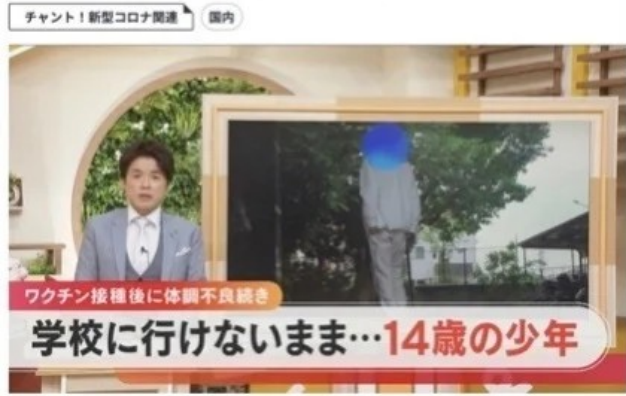 チャント！新型コロナ関連
国内
ワクチン接種後に体調不良続き
学校に行けないまま…14歳の少年